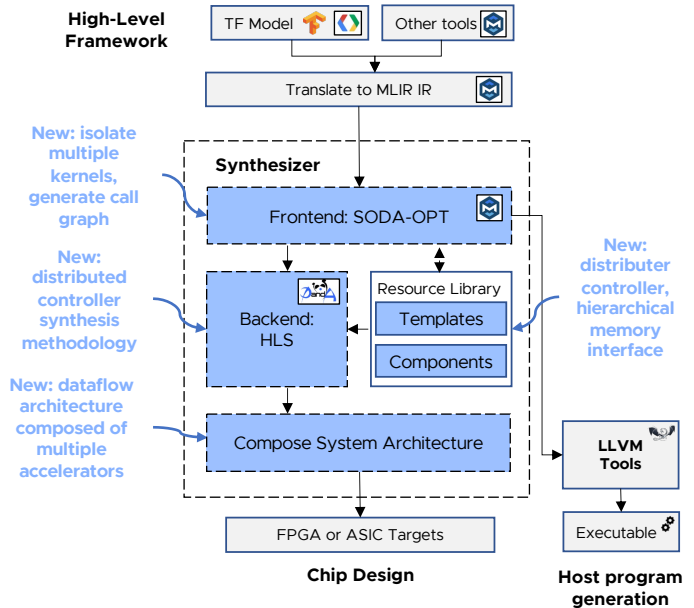 High-Level
Framework
TF Model
Other tools
Translate to MLIR IR
New: isolate
multiple
kernels,
generate call
graph
Synthesizer
Frontend: SODA-OPT
New:
distributed
controller
synthesis
methodology
Backend:
HLS
Resource Library
Templates
Components
New:
distributer
controller,
hierarchical
memory
interface
New: dataflow
architecture
composed of
multiple
accelerators
Compose System Architecture
LLVM
Tools
FPGA or ASIC Targets
Executable
Chip Design
Host program
generation